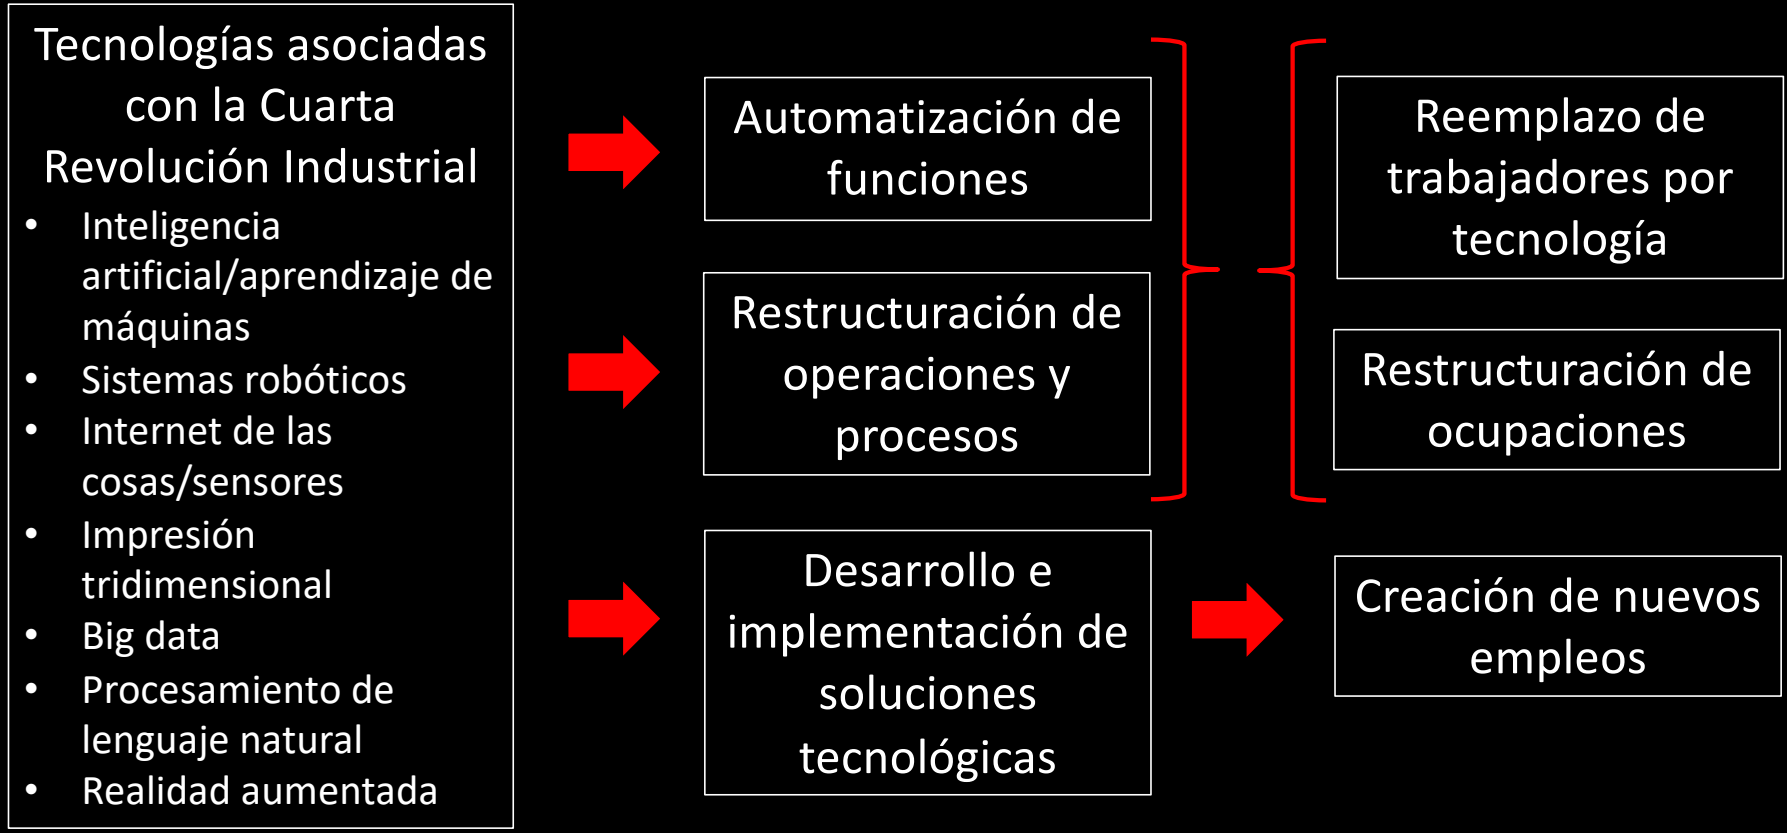 Tecnologías asociadas
con la Cuarta
Revolución Industrial
• Inteligencia
artificial/aprendizaje de
máquinas
• Sistemas robóticos
• Internet de las
cosas/sensores
• Impresión
tridimensional
• Big data
• Procesamiento de
lenguaje natural
• Realidad aumentada
Automatización de
funciones
Restructuración de
operaciones y
procesos
Desarrollo e
implementación de
soluciones
tecnológicas
Reemplazo de
trabajadores por
tecnología
Restructuración de
ocupaciones
Creación de nuevos
empleos